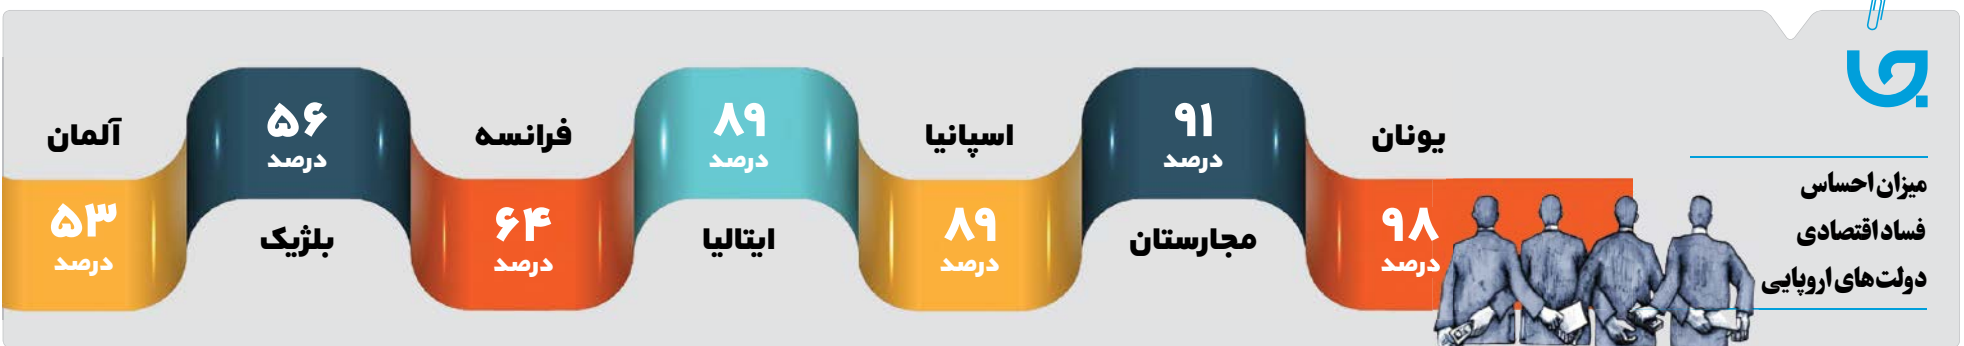 میزان احساس
فساد اقتصادی
دولت‌های اروپایی
یونان
۹۸
درصد
۹۱
درصد
مجارستان
اسپانیا
۸۹
درصد
۸۹
درصد
ایتالیا
فرانسه
۶۴
درصد
۵۶
درصد
بلژیک
آلمان
۵۳
درصد